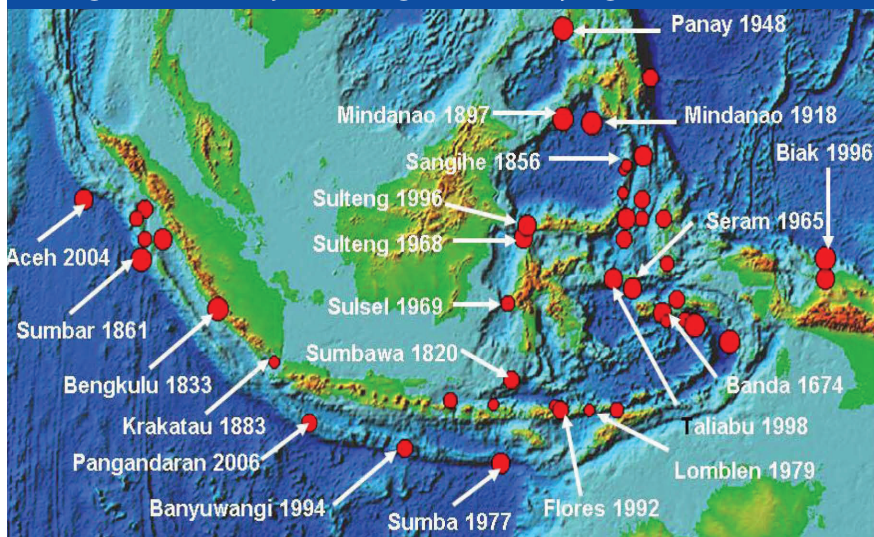 Panay 1948
Mindanao 1897
Mindanao 1918
Sangihe 1856
Biak 1996
Sulteng 1996
Seram 1965
Sulteng 1968
Aceh 2004
Sulsel 1969
Sumbar 1861
Sumbawa 1820
Bengkulu 1833
Banda 1674
Krakatau 1883
Taliabu 1998
Pangandaran 2006
Lomblen 1979
Banyuwangi 1994
Flores 1992
Sumba 1977